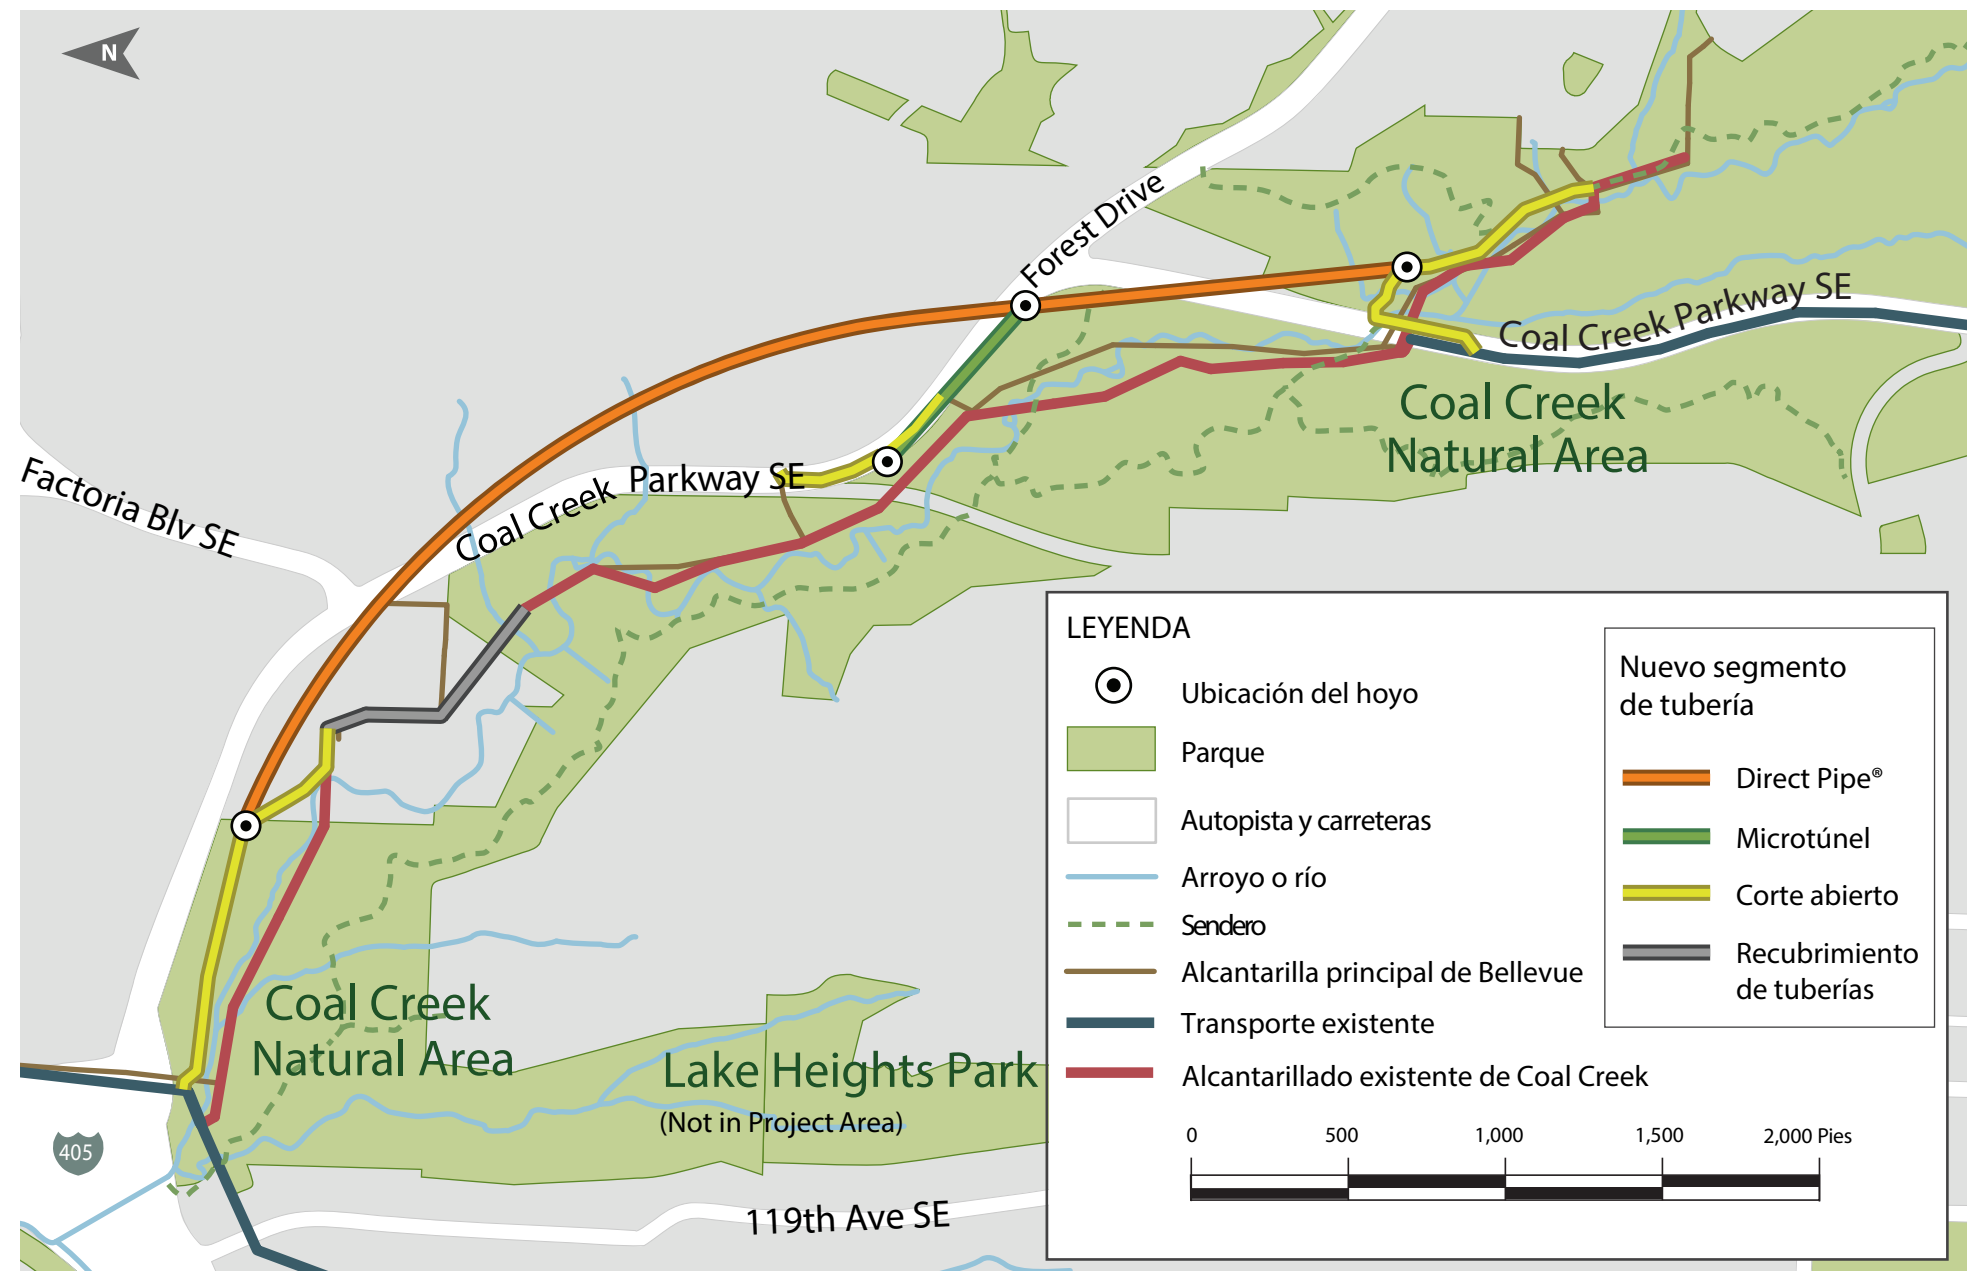 N
Forest Drive
Coal Creek Parkway SE
Coal Creek
Natural Area
Factoria Blv SE
Coal Creek Parkway SE
Coal Creek
Natural Area
Lake Heights Park
(Not in Project Area)
405
119th Ave SE
LEYENDA
Ubicación del hoyo
Parque
Autopista y carreteras
Arroyo o río
Sendero
Alcantarilla principal de Bellevue
Transporte existente
Alcantarillado existente de Coal Creek
Nuevo segmento
de tubería
Direct Pipe®
Microtúnel
Corte abierto
Recubrimiento
de tuberías
0 500 1,000 1,500 2,000 Pies